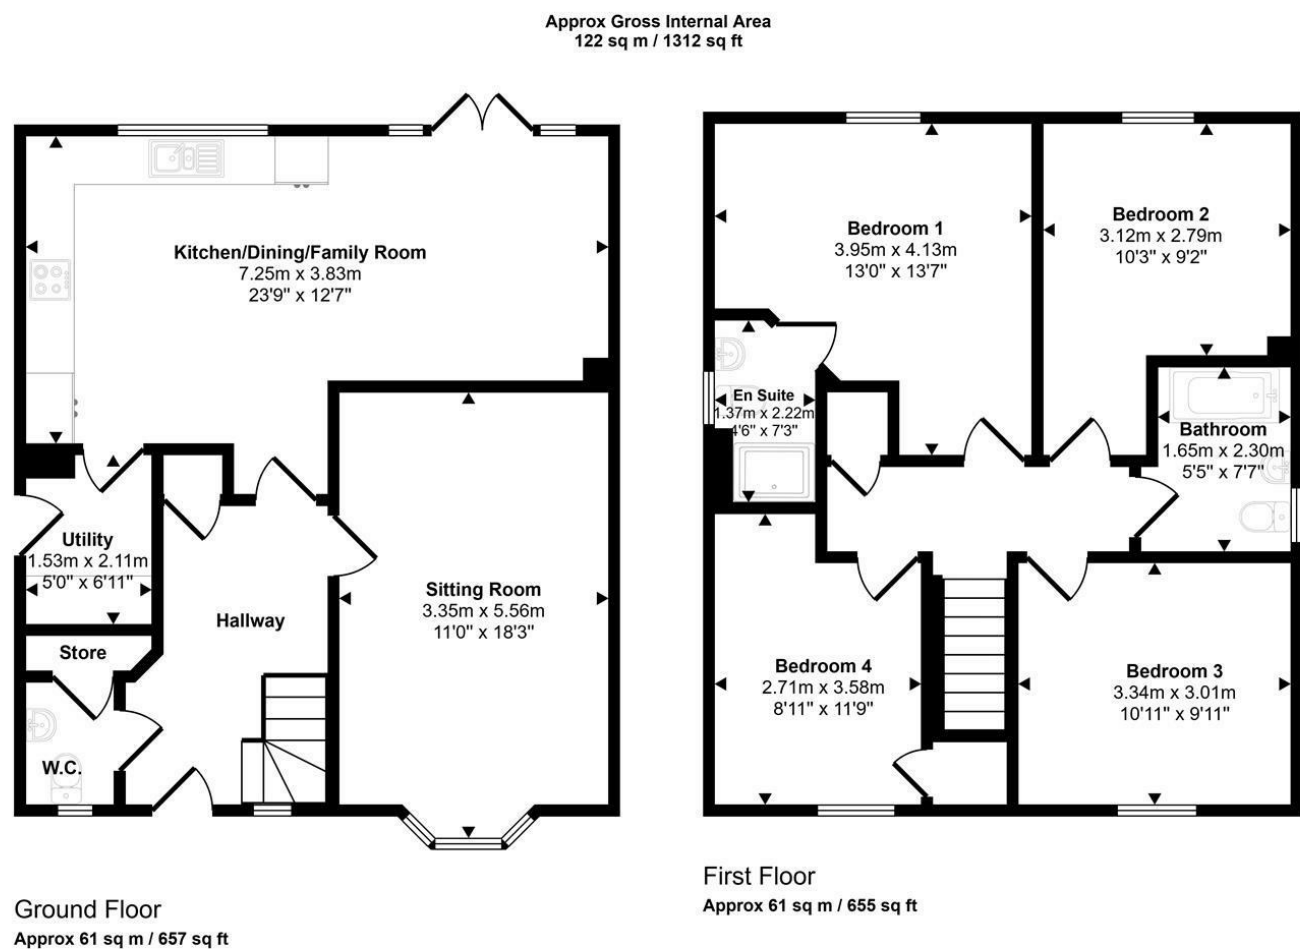 Approx Gross Internal Area
122 sq m / 1312 sq ft
Kitchen/Dining/Family Room
7.25m x 3.83m
23'9" x 12'7"
Utility
1.53m x 2.11m
5'0" x 6'11"
Store
W.C.
Hallway
Sitting Room
3.35m x 5.56m
11'0" x 18'3"
Ground Floor
Approx 61 sq m / 657 sq ft
Bedroom 1
3.95m x 4.13m
13'0" x 13'7"
Bedroom 2
3.12m x 2.79m
10'3" x 9'2"
En Suite
1.37m x 2.22m
4'6" x 7'3"
Bathroom
1.65m x 2.30m
5'5" x 7'7"
Bedroom 4
2.71m x 3.58m
8'11" x 11'9"
Bedroom 3
3.34m x 3.01m
10'11" x 9'11"
First Floor
Approx 61 sq m / 655 sq ft